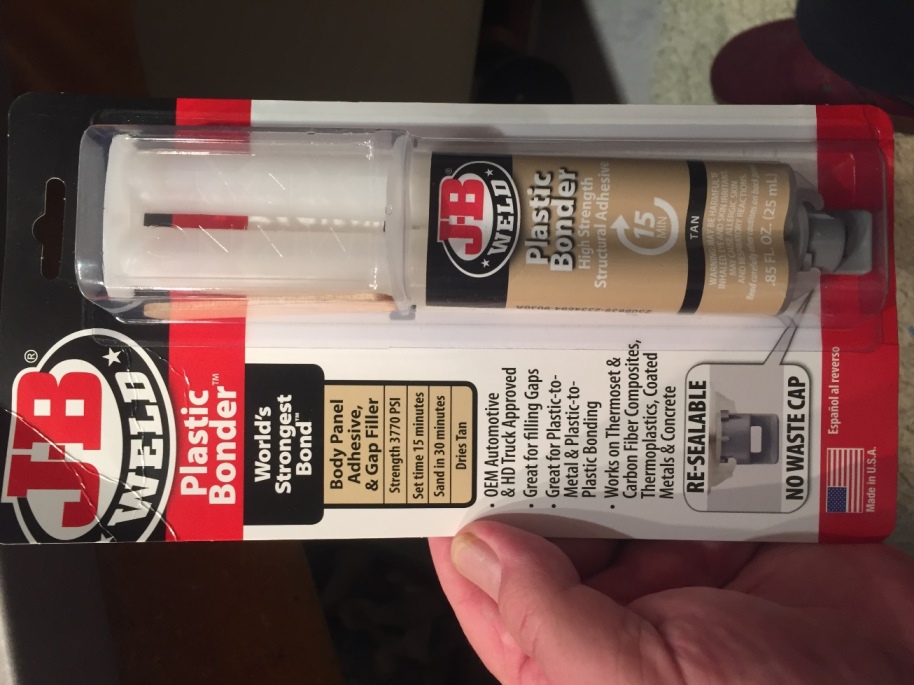 J-B
WELD
®
Plastic
Bonder™
World's
Strongest
Bond™
Body Panel
Adhesive,
& Gap Filler
Strength 3770 PSI
Set time 15 minutes
Sand in 30 minutes
Dries Tan
• OEM Automotive
& HD Truck Approved
• Great for filling Gaps
• Great for Plastic-to-
Metal & Plastic-to-
Plastic Bonding
• Works on Thermoset &
Carbon Fiber Composites,
Thermoplastics, Coated
Metals & Concrete
RE-SEALABLE
NO WASTE CAP
Español al reverso
Made in U.S.A.
J-B
WELD
®
Plastic
Bonder
High Strength
Structural Adhesive
15
MIN
TAN
.85 FL. OZ. (25 mL)